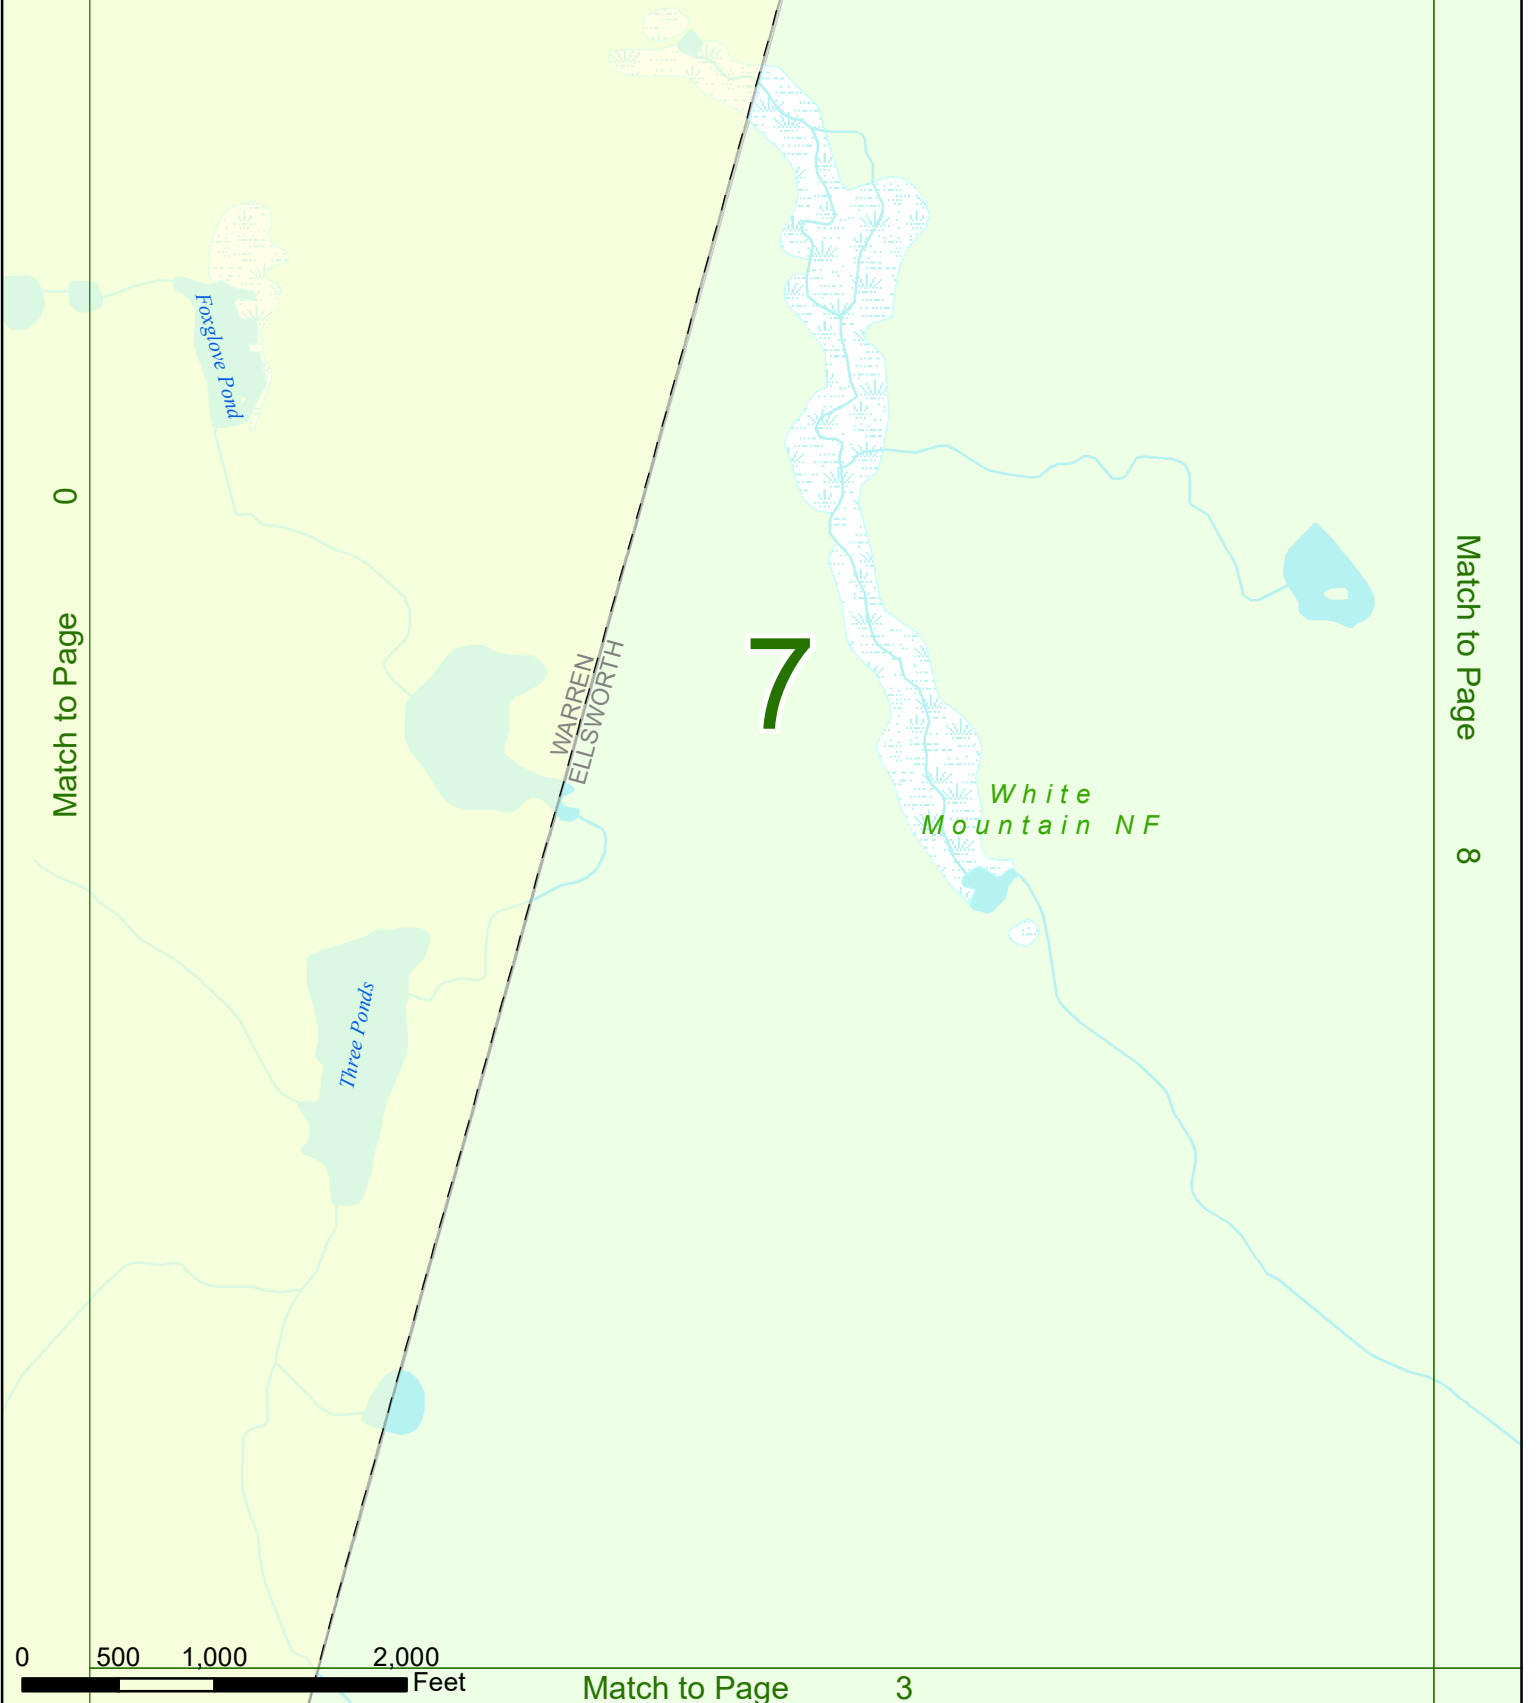 Foxglove Pond
Match to Page 0
WARREN
ELLSWORTH
7
Match to Page 8
White
Mountain NF
Three Ponds
0 500 1,000 2,000
Feet
Match to Page 3